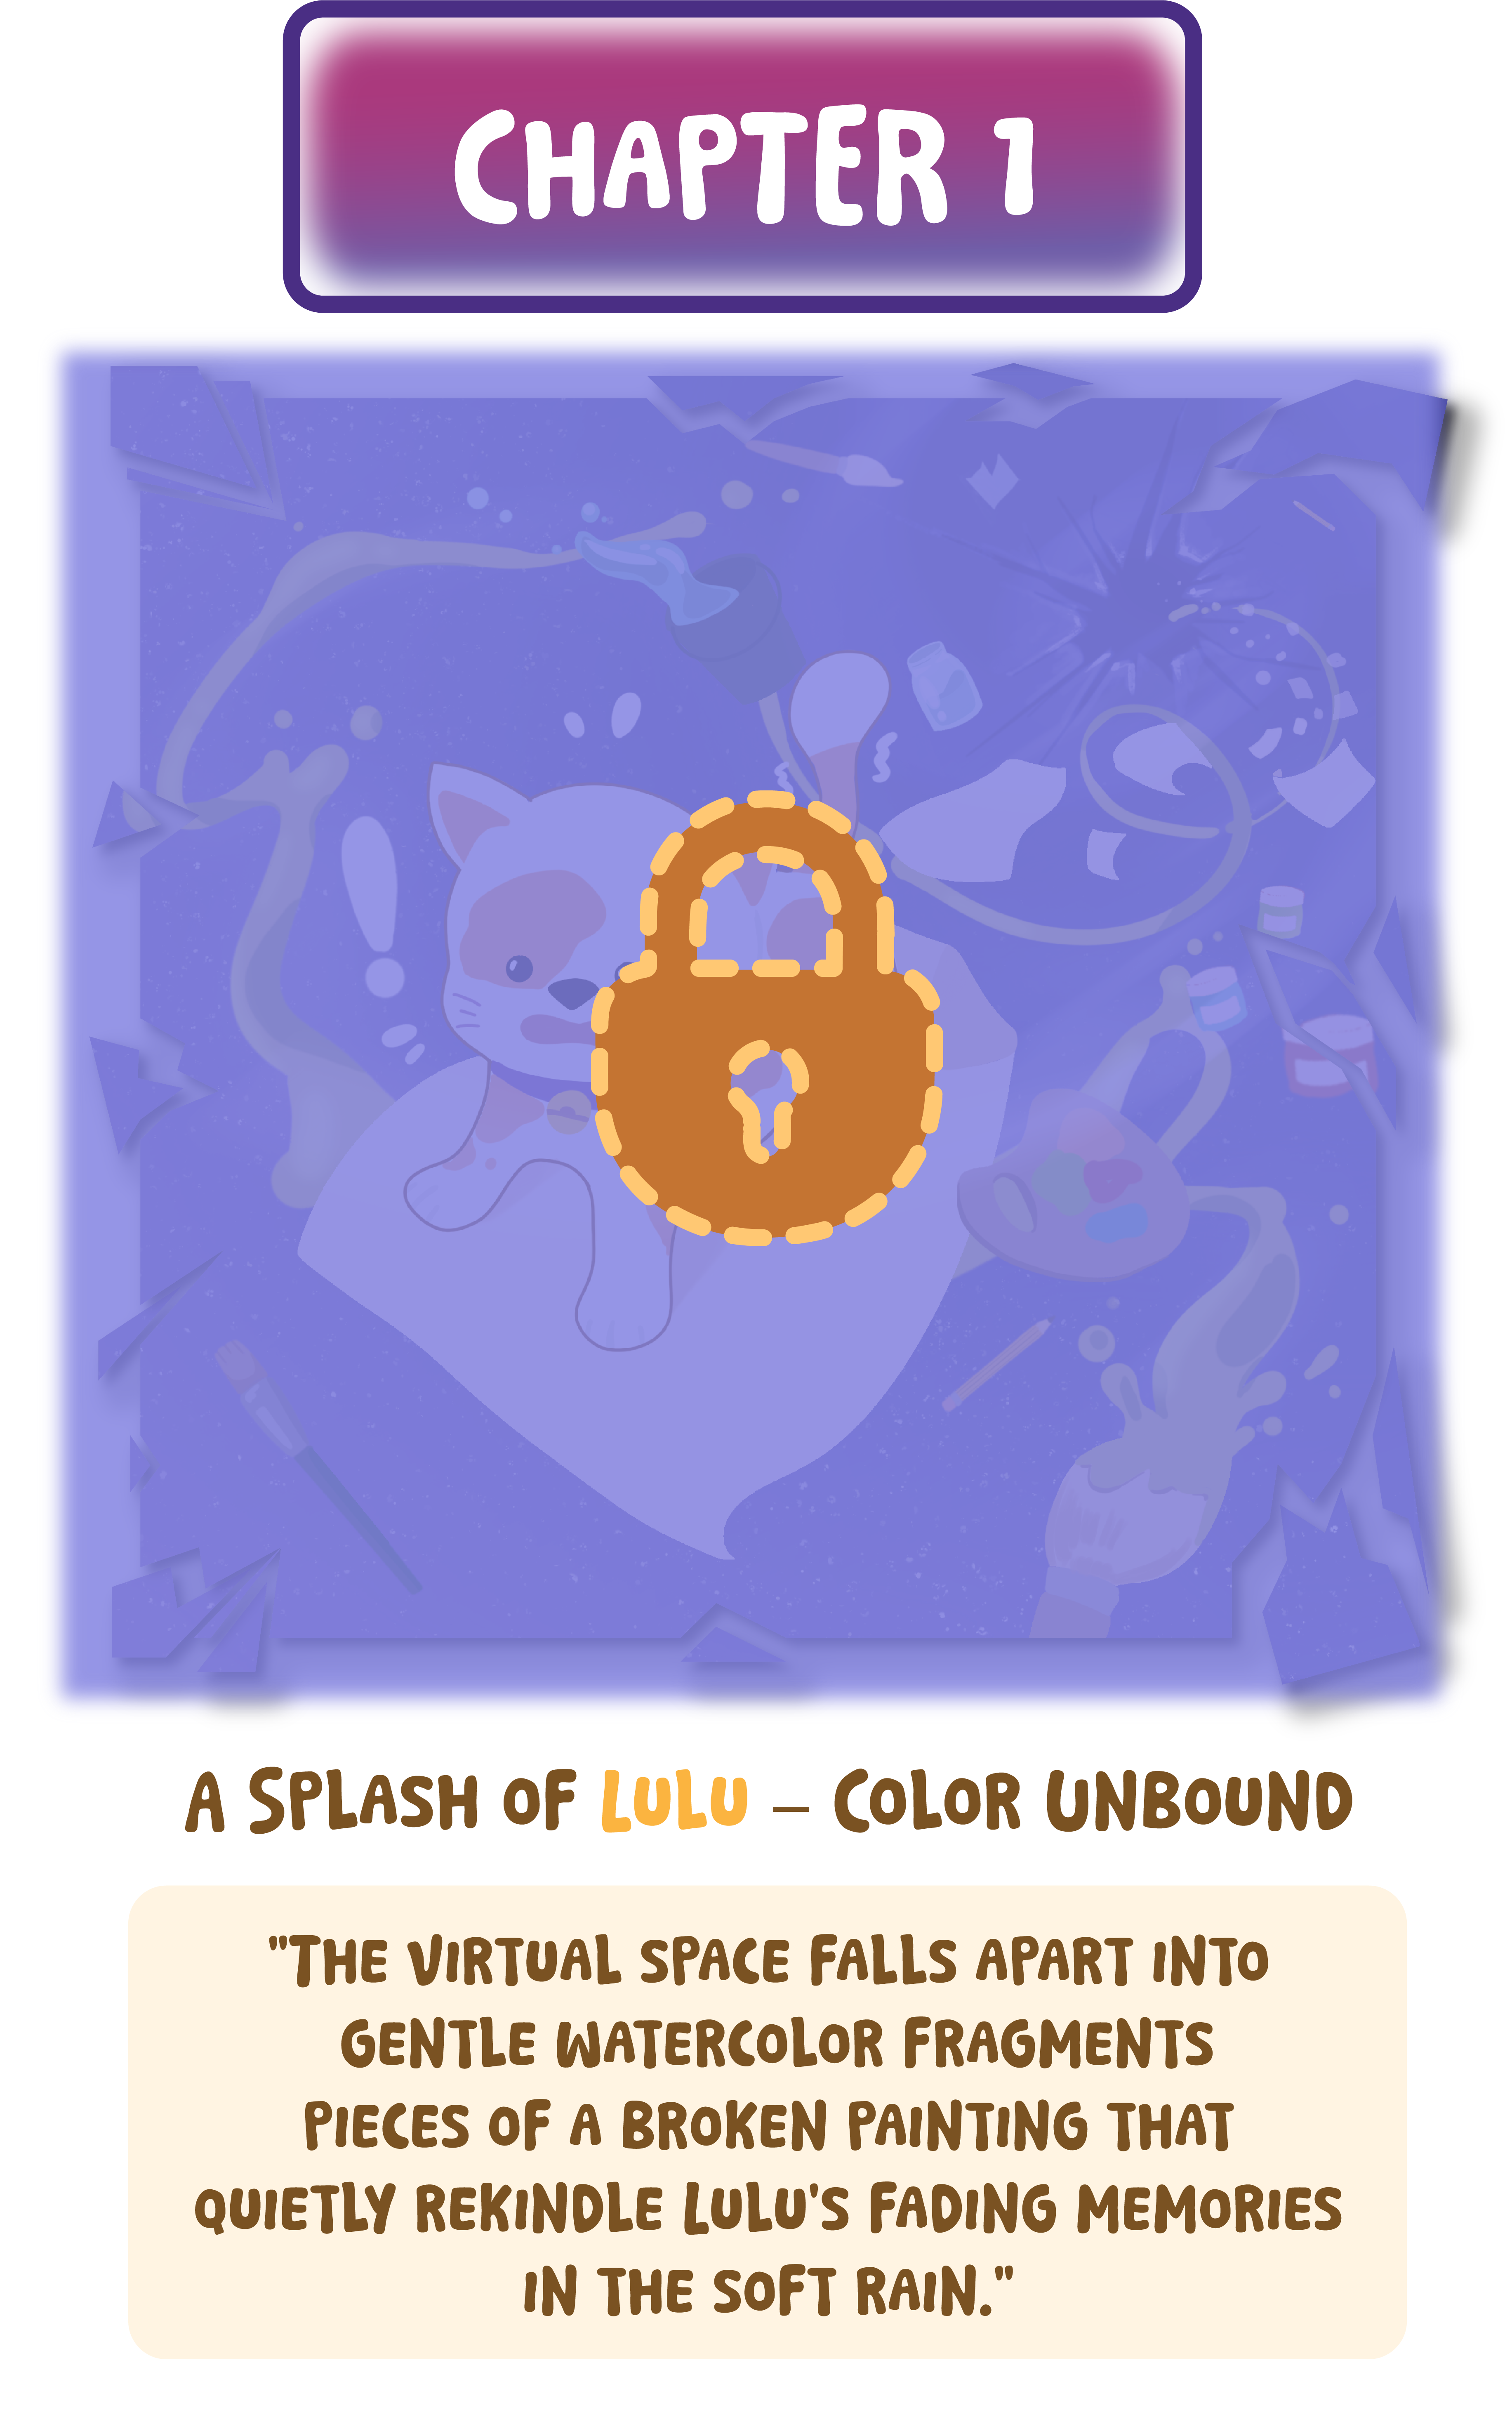 CHAPTER 1
A SPLASH OF LULU – COLOR UNBOUND
"THE VIRTUAL SPACE FALLS APART INTO
GENTLE WATERCOLOR FRAGMENTS
PIECES OF A BROKEN PAINTING THAT
QUIETLY REKINDLE LULU'S FADING MEMORIES
IN THE SOFT RAIN."